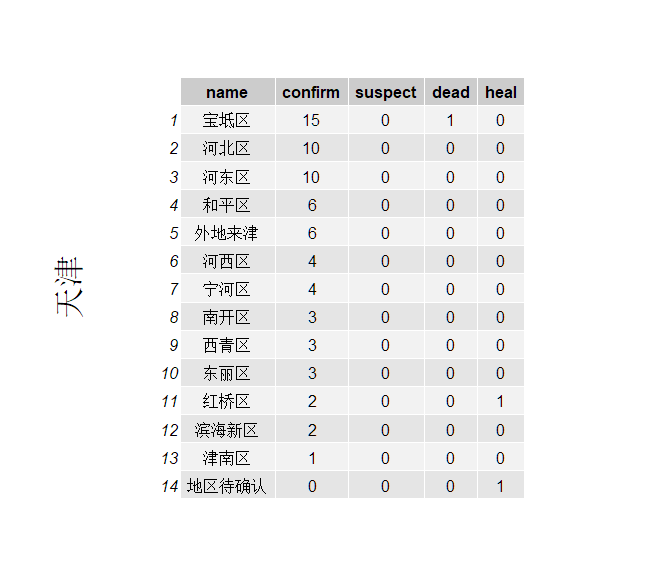 天津
name confirm suspect dead heal
1 宝坻区 15 0 1 0
2 河北区 10 0 0 0
3 河东区 10 0 0 0
4 和平区 6 0 0 0
5 外地来津 6 0 0 0
6 河西区 4 0 0 0
7 宁河区 4 0 0 0
8 南开区 3 0 0 0
9 西青区 3 0 0 0
10 东丽区 3 0 0 0
11 红桥区 2 0 0 1
12 滨海新区 2 0 0 0
13 津南区 1 0 0 0
14 地区待确认 0 0 0 1